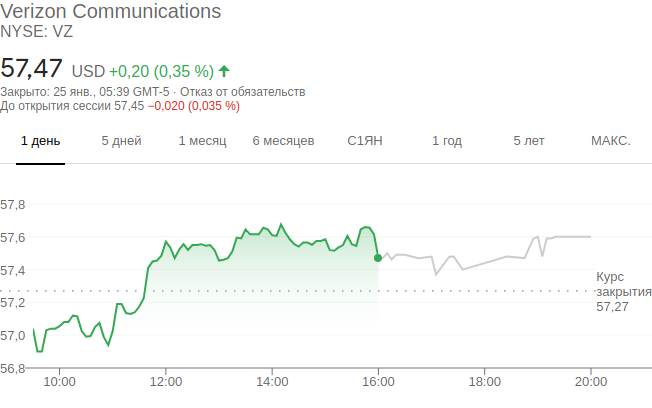 Verizon Communications
NYSE: VZ
57,47 USD +0,20 (0,35 %)
Закрыто: 25 янв., 05:39 GMT-5 · Отказ от обязательств
До открытия сессии 57,45 −0,020 (0,035 %)
1 день 5 дней 1 месяц 6 месяцев С1ЯН 1 год 5 лет МАКС.
57,8
57,6
57,4
Курс
закрытия
57,27
57,2
57,0
56,8
10:00 12:00 14:00 16:00 18:00 20:00